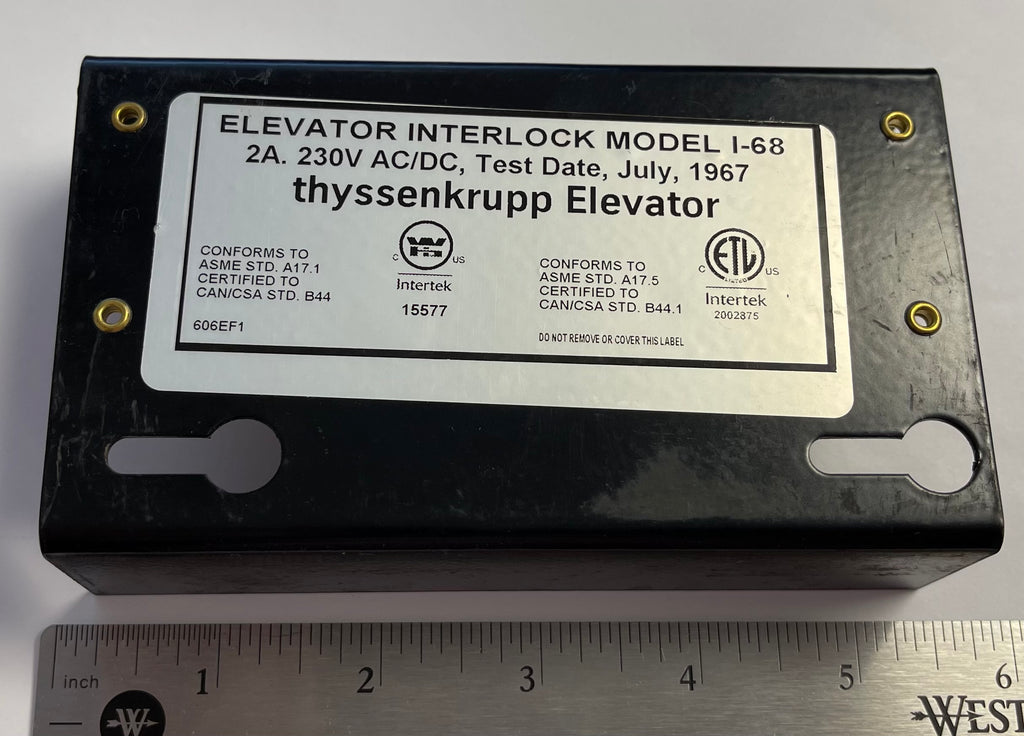 ELEVATOR INTERLOCK MODEL I-68
2A. 230V AC/DC, Test Date, July, 1967
thyssenkrupp Elevator
CONFORMS TO
ASME STD. A17.1
CERTIFIED TO
CAN/CSA STD. B44
606EF1
C W H US
Intertek
15577
CONFORMS TO
ASME STD. A17.5
CERTIFIED TO
CAN/CSA STD. B44.1
DO NOT REMOVE OR COVER THIS LABEL
C ETL US
LISTED
Intertek
2002875
inch 1 2 3 4 5 6
W WEST